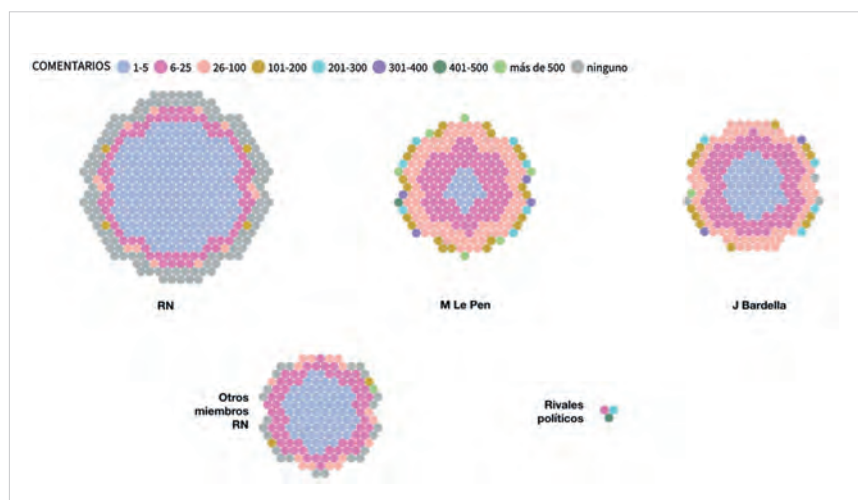 COMENTARIOS 1-5 6-25 26-100 101-200 201-300 301-400 401-500 más de 500 ninguno
RN
M Le Pen
J Bardella
Otros
miembros
RN
Rivales
políticos